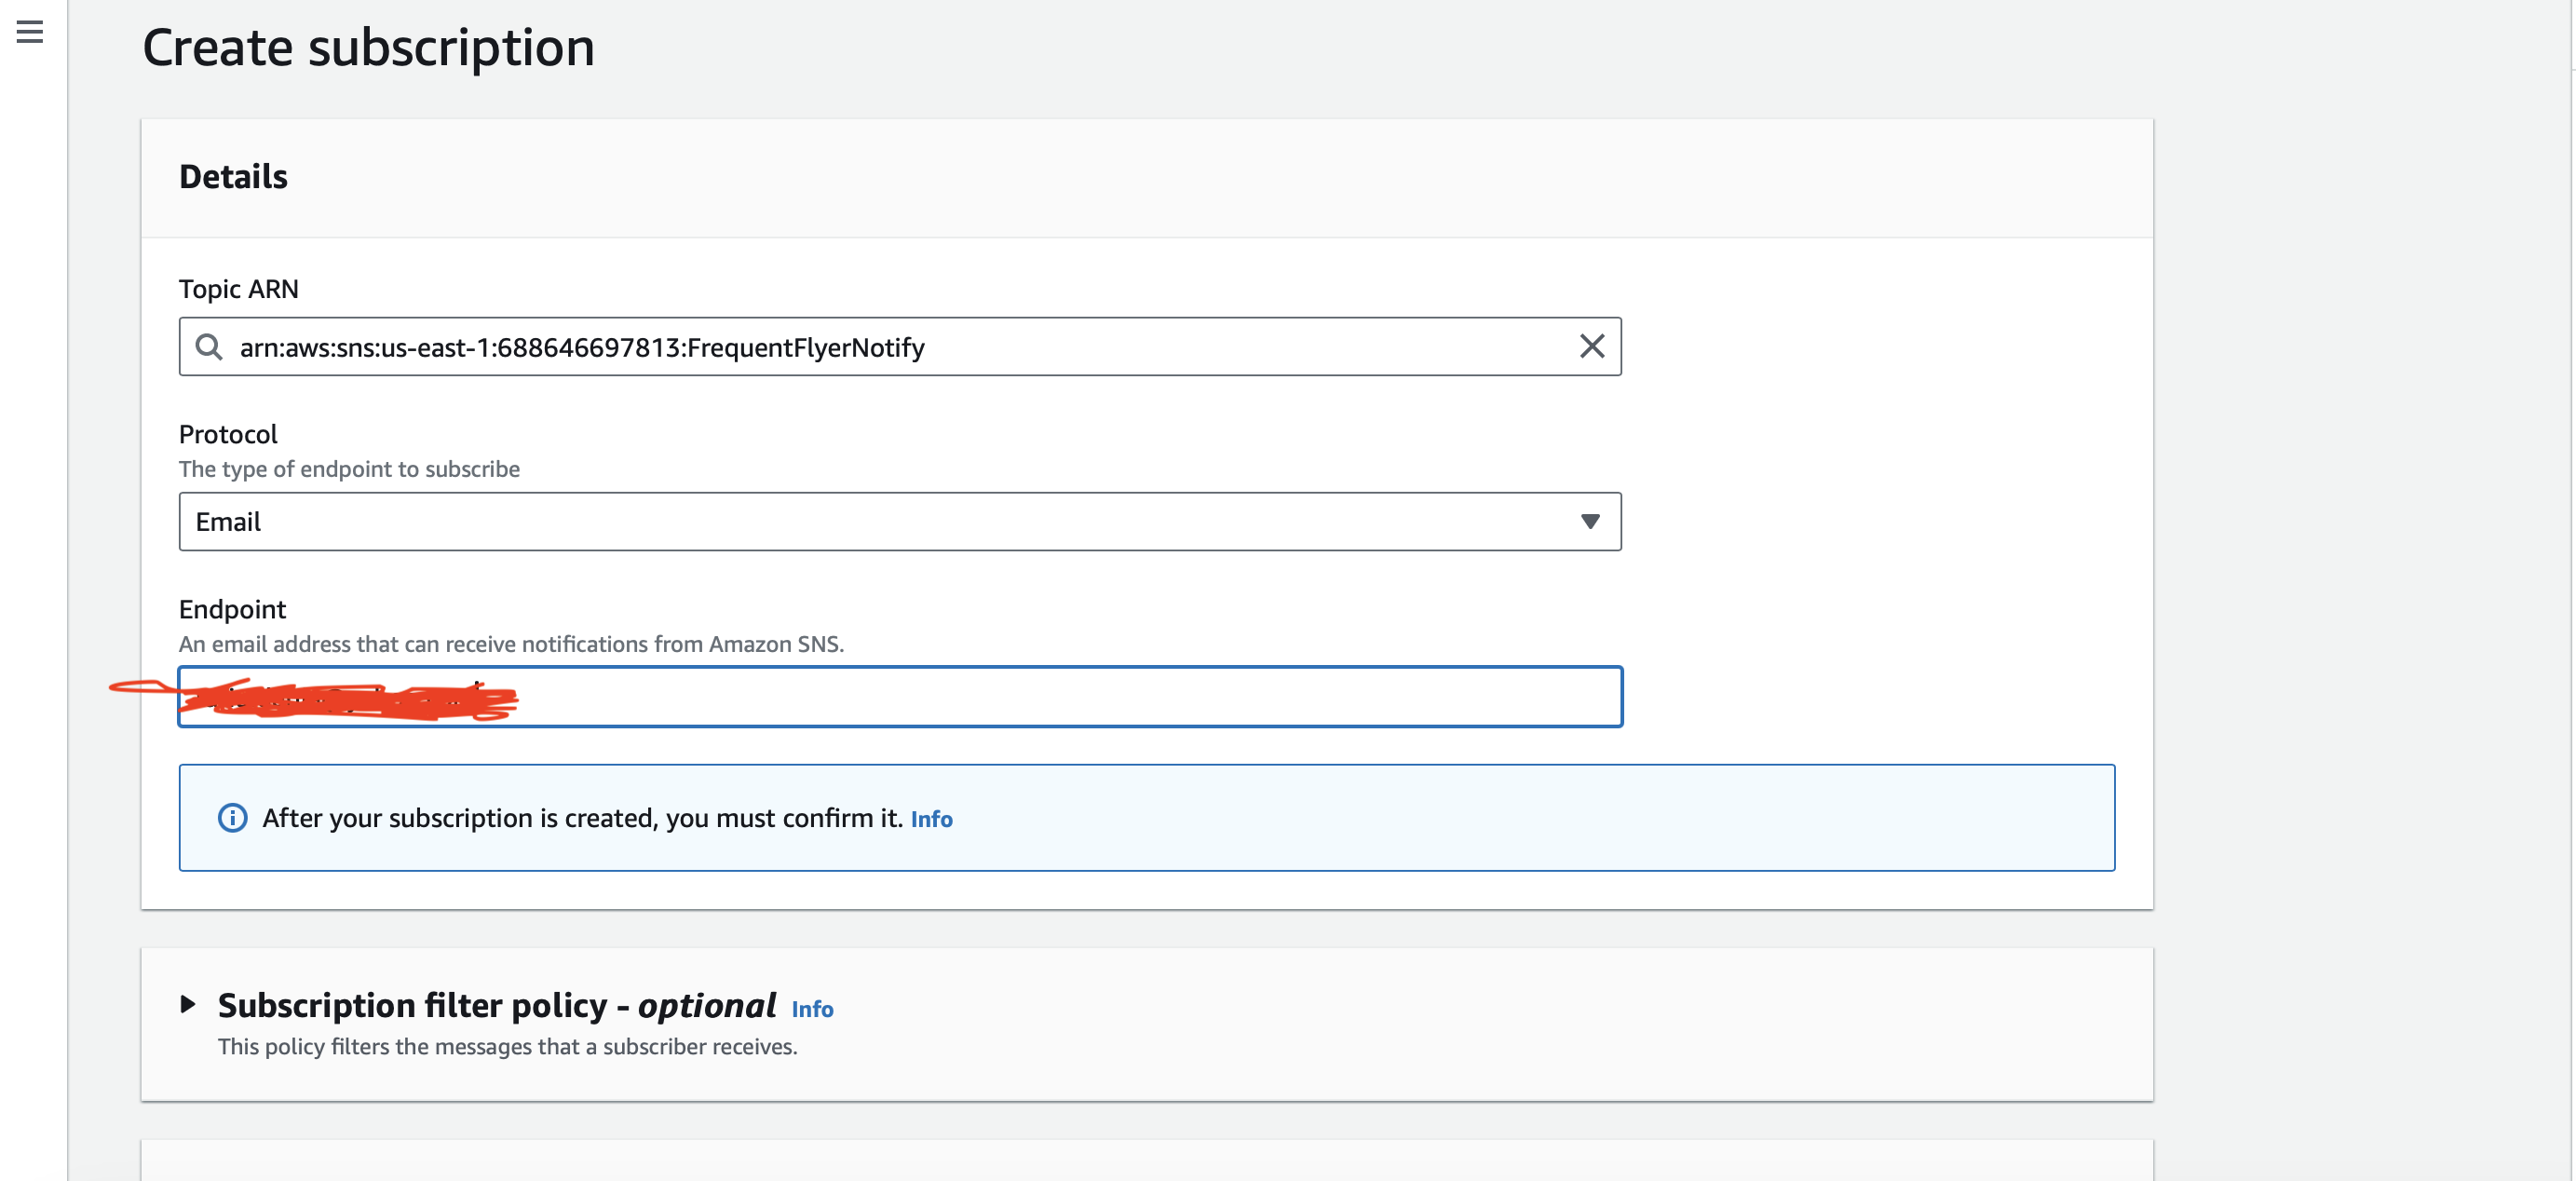 Create subscription
Details
Topic ARN
arn:aws:sns:us-east-1:688646697813:FrequentFlyerNotify
Protocol
The type of endpoint to subscribe
Email
Endpoint
An email address that can receive notifications from Amazon SNS.
After your subscription is created, you must confirm it. Info
Subscription filter policy - optional Info
This policy filters the messages that a subscriber receives.